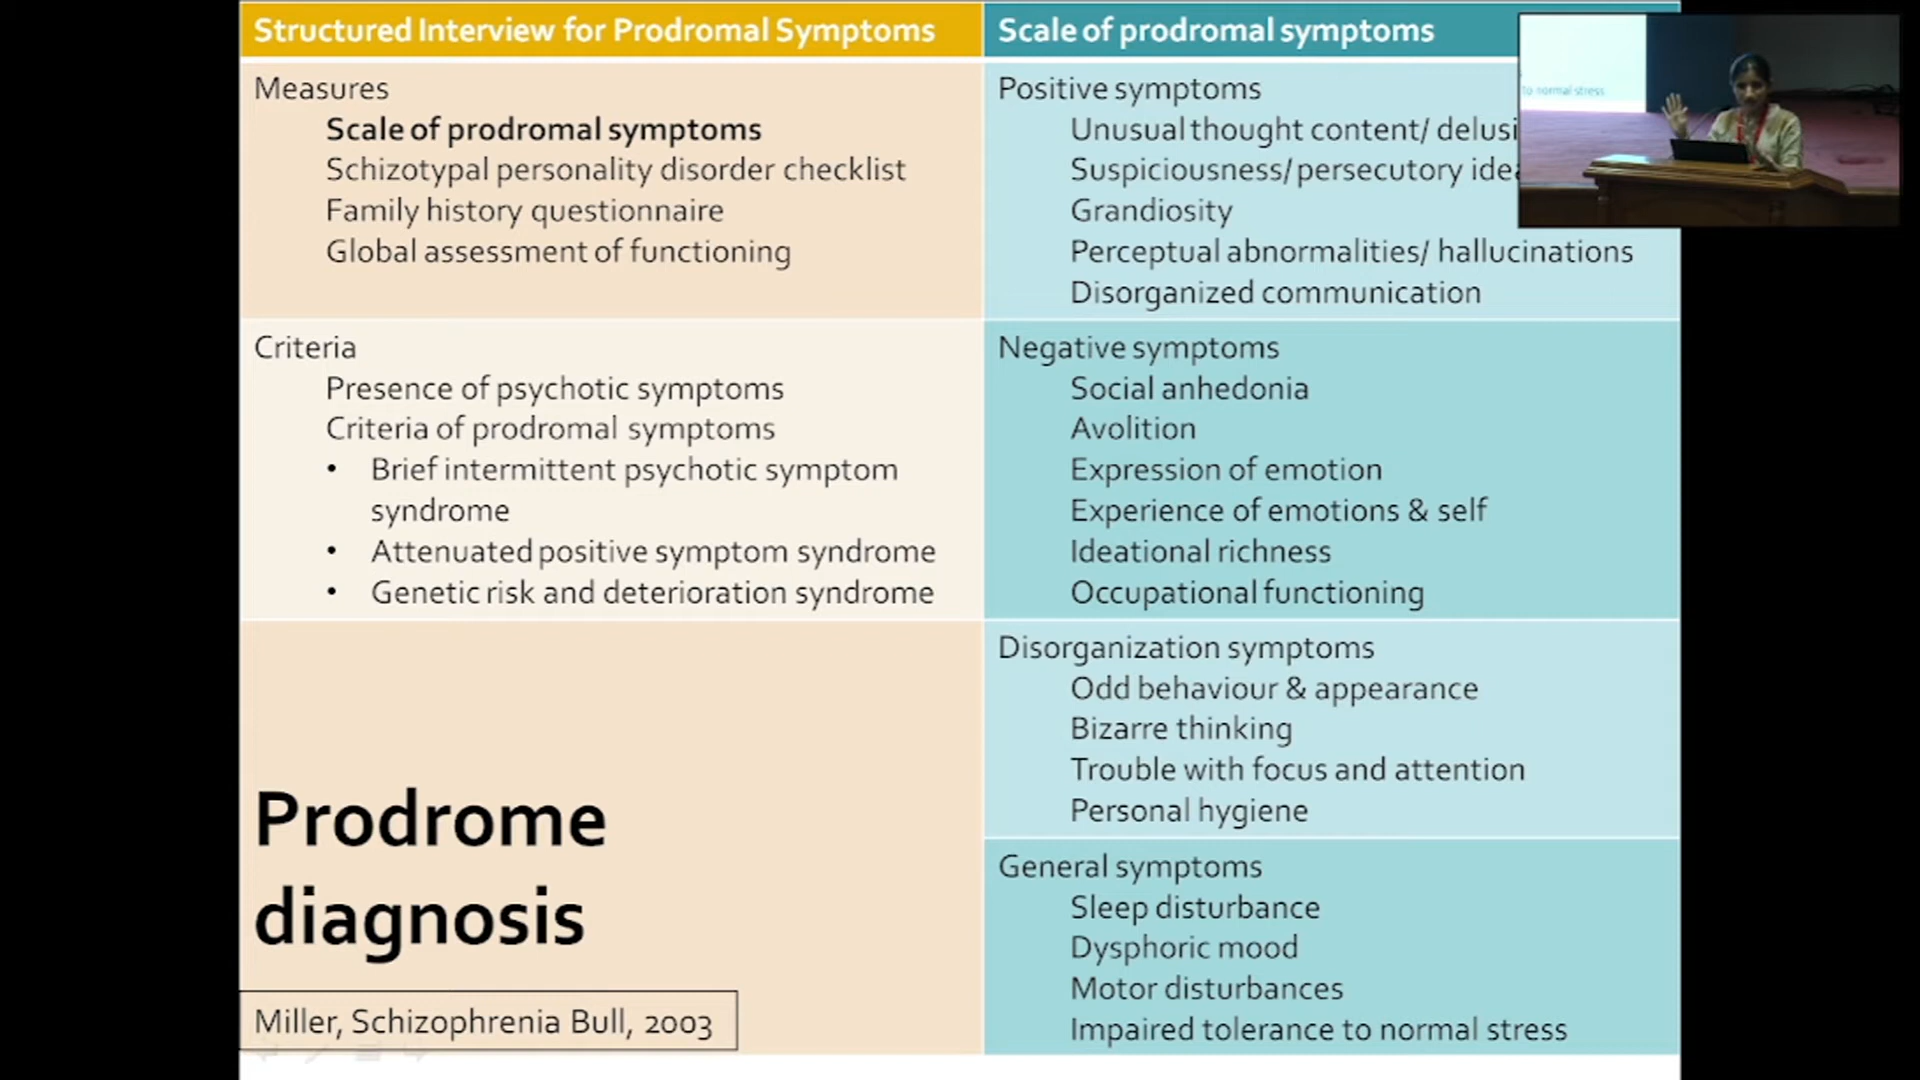 Structured Interview for Prodromal Symptoms
Measures
Scale of prodromal symptoms
Schizotypal personality disorder checklist
Family history questionnaire
Global assessment of functioning
Criteria
Presence of psychotic symptoms
Criteria of prodromal symptoms
• Brief intermittent psychotic symptom
syndrome
• Attenuated positive symptom syndrome
• Genetic risk and deterioration syndrome
Prodrome
diagnosis
Miller, Schizophrenia Bull, 2003
Scale of prodromal symptoms
Positive symptoms
Unusual thought content/
Suspiciousness/ persecutory
Grandiosity
Perceptual abnormalities/ hallucinations
Disorganized communication
Negative symptoms
Social anhedonia
Avolition
Expression of emotion
Experience of emotions & self
Ideational richness
Occupational functioning
Disorganization symptoms
Odd behaviour & appearance
Bizarre thinking
Trouble with focus and attention
Personal hygiene
General symptoms
Sleep disturbance
Dysphoric mood
Motor disturbances
Impaired tolerance to normal stress
to normal stress